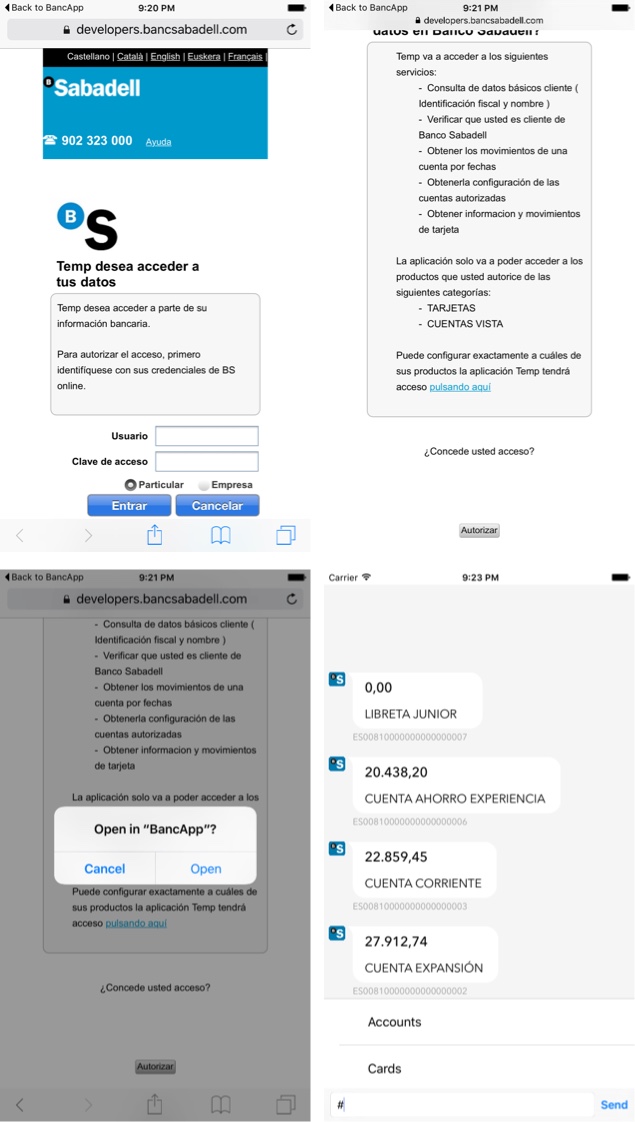 Back to BancApp 9:20 PM
developers.bancsabadell.com
Castellano | Català | English | Euskera | Français |
BSabadell
902 323 000 Ayuda
BS
Temp desea acceder a
tus datos
Temp desea acceder a parte de su
información bancaria.
Para autorizar el acceso, primero
identifíquese con sus credenciales de BS
online.
Usuario
Clave de acceso
Particular Empresa
Entrar Cancelar
Back to BancApp 9:21 PM
developers.bancsabadell.com
datos en Banco Sabadell?
Temp va a acceder a los siguientes
servicios:
- Consulta de datos básicos cliente (
Identificación fiscal y nombre )
- Verificar que usted es cliente de
Banco Sabadell
- Obtener los movimientos de una
cuenta por fechas
- Obtenerla configuración de las
cuentas autorizadas
- Obtener informacion y movimientos
de tarjeta
La aplicación solo va a poder acceder a los
productos que usted autorice de las
siguientes categorías:
- TARJETAS
- CUENTAS VISTA
Puede configurar exactamente a cuáles de
sus productos la aplicación Temp tendrá
acceso pulsando aquí
¿Concede usted acceso?
Autorizar
Back to BancApp 9:21 PM
developers.bancsabadell.com
- Consulta de datos básicos cliente (
Identificación fiscal y nombre )
- Verificar que usted es cliente de
Banco Sabadell
- Obtener los movimientos de una
cuenta por fechas
- Obtenerla configuración de las
cuentas autorizadas
- Obtener informacion y movimientos
de tarjeta
La aplicación solo va a poder acceder a los
Open in “BancApp”?
Cancel Open
Puede configurar exactamente a cuáles de
sus productos la aplicación Temp tendrá
acceso pulsando aquí
¿Concede usted acceso?
Autorizar
Carrier 9:23 PM
BS
0,00
LIBRETA JUNIOR
ES00810000000000000007
BS
20.438,20
CUENTA AHORRO EXPERIENCIA
ES00810000000000000006
BS
22.859,45
CUENTA CORRIENTE
ES00810000000000000003
BS
27.912,74
CUENTA EXPANSIÓN
ES00810000000000000002
Accounts
Cards
# Send